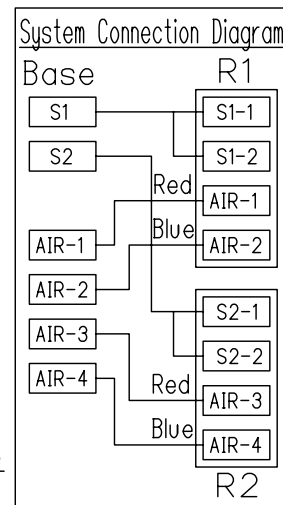 System Connection Diagram
Base R1
S1 S1-1
S2 S1-2
Red AIR-1
AIR-1 Blue AIR-2
AIR-2 S2-1
AIR-3 S2-2
AIR-4 Red AIR-3
Blue AIR-4
R2